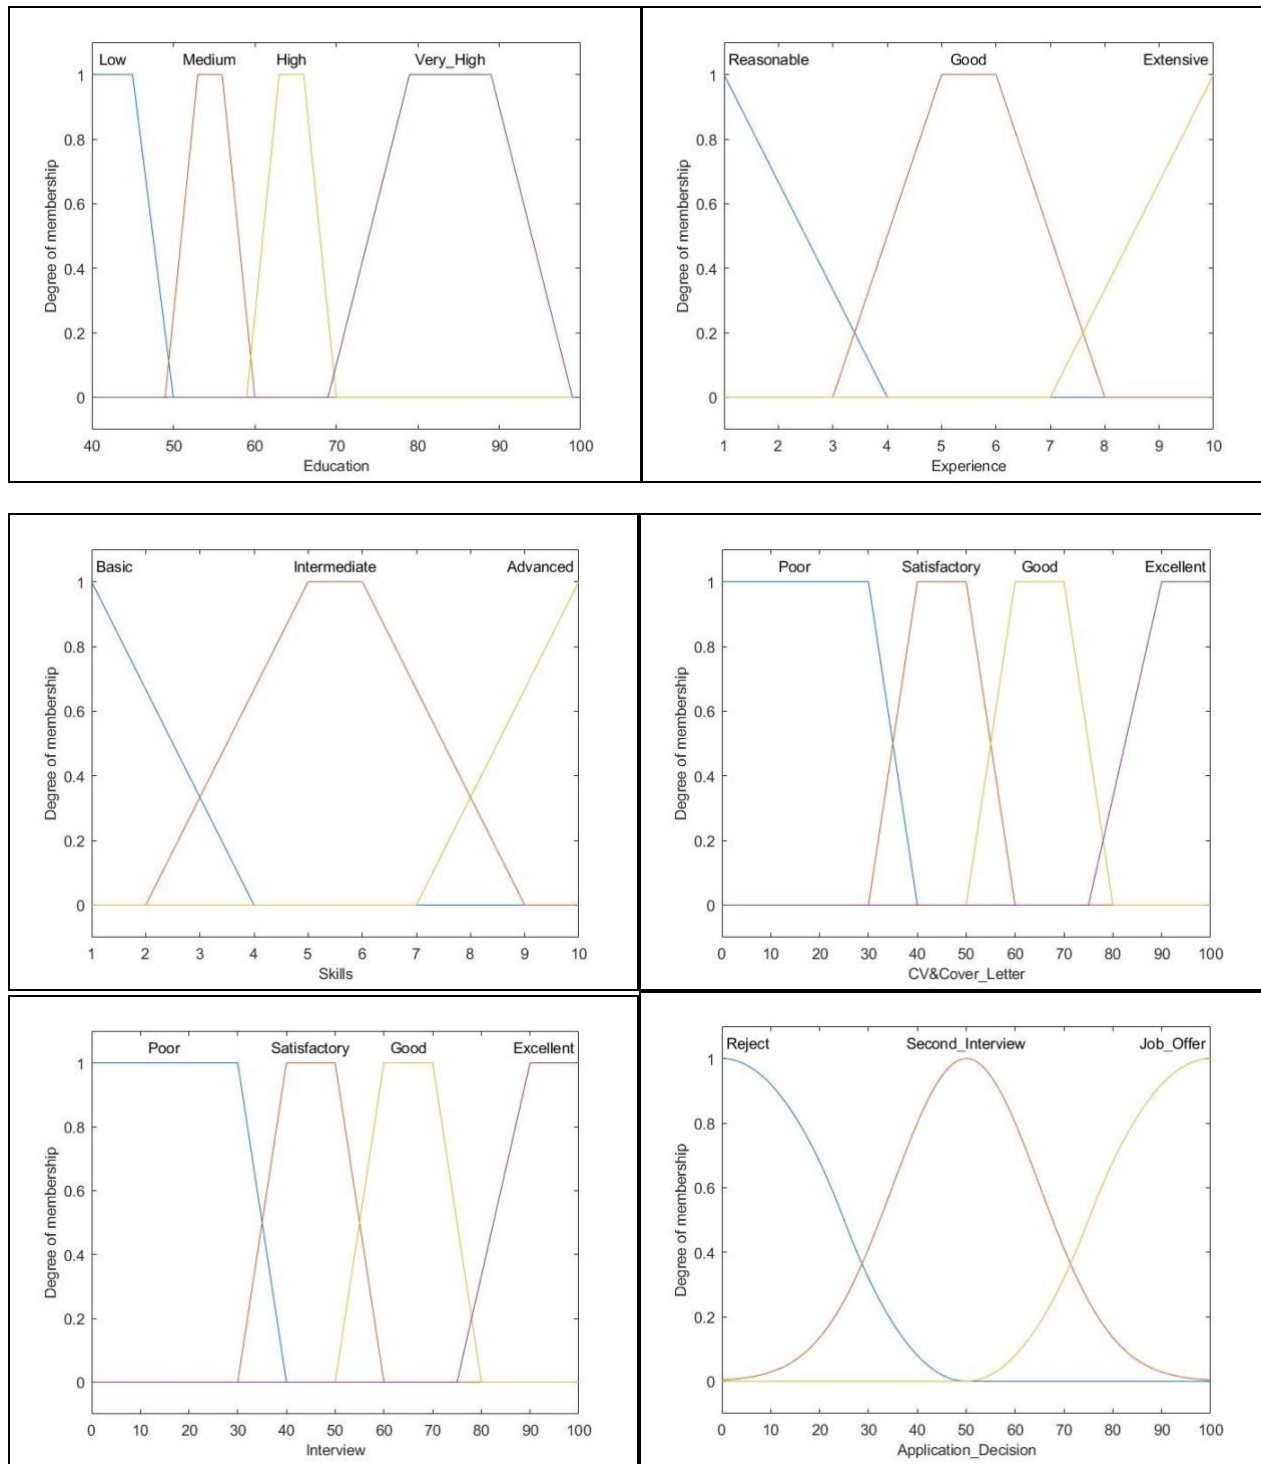 Low Medium High Very_High
1
0.8
0.6
0.4
0.2
0
Degree of membership
40 50 60 70 80 90 100
Education
Reasonable Good Extensive
1
0.8
0.6
0.4
0.2
0
Degree of membership
1 2 3 4 5 6 7 8 9 10
Experience
Basic Intermediate Advanced
1
0.8
0.6
0.4
0.2
0
Degree of membership
1 2 3 4 5 6 7 8 9 10
Skills
Poor Satisfactory Good Excellent
1
0.8
0.6
0.4
0.2
0
Degree of membership
0 10 20 30 40 50 60 70 80 90 100
CV&Cover_Letter
Poor Satisfactory Good Excellent
1
0.8
0.6
0.4
0.2
0
Degree of membership
0 10 20 30 40 50 60 70 80 90 100
Interview
Reject Second_Interview Job_Offer
1
0.8
0.6
0.4
0.2
0
Degree of membership
0 10 20 30 40 50 60 70 80 90 100
Application_Decision